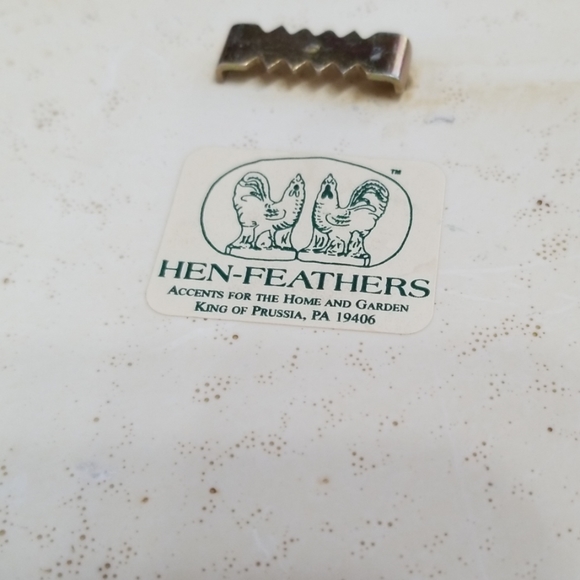 TM
HEN-FEATHERS
ACCENTS FOR THE HOME AND GARDEN
KING OF PRUSSIA, PA 19406